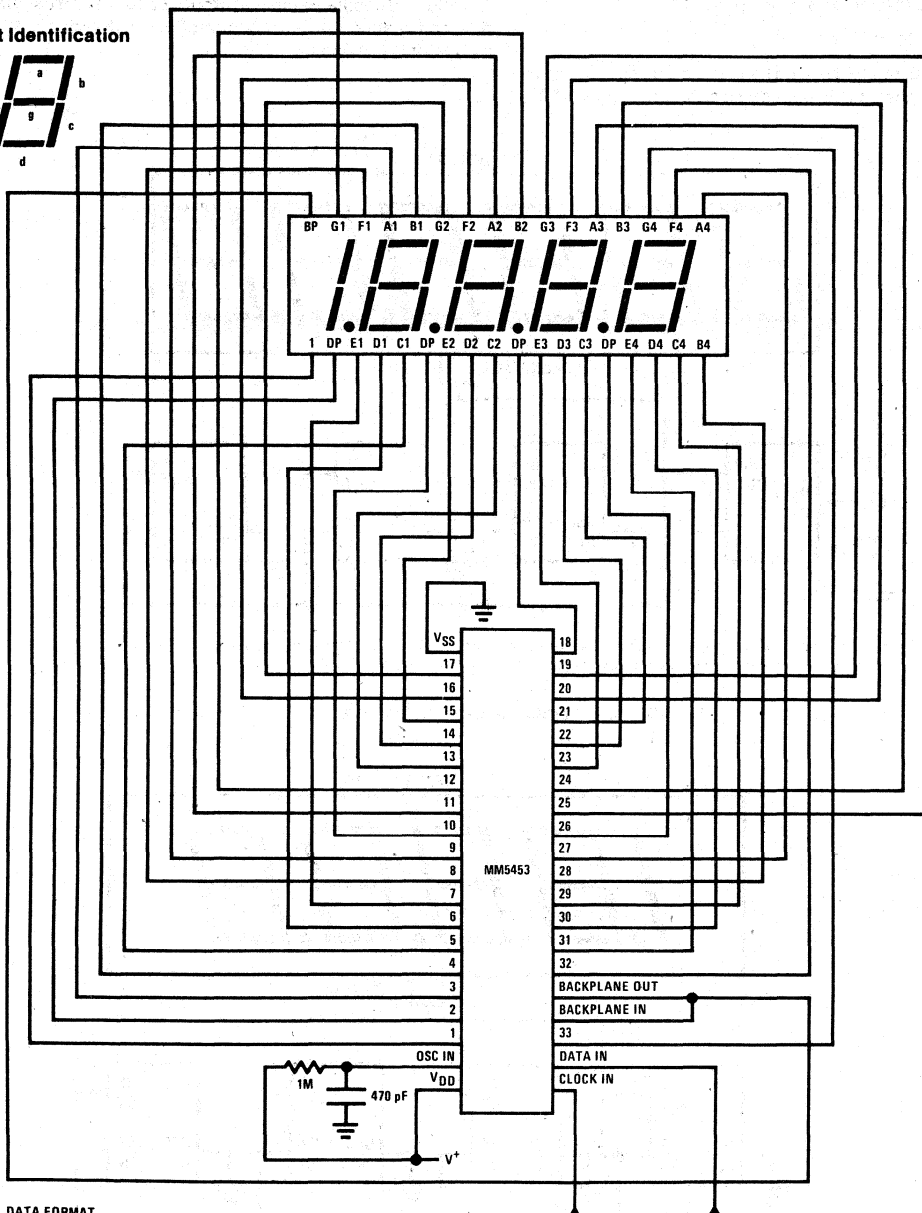 t Identification
a
b
g
c
d
BP G1 F1 A1 B1 G2 F2 A2 B2 G3 F3 A3 B3 G4 F4 A4
1 DP E1 D1 C1 DP E2 D2 C2 DP E3 D3 C3 DP E4 D4 C4 B4
VSS 18
17 19
16 20
15 21
14 22
13 23
12 24
11 25
10 26
9 27
MM5453
8 28
7 29
6 30
5 31
4 32
3 BACKPLANE OUT
2 BACKPLANE IN
1 33
OSC IN DATA IN
VDD CLOCK IN
1M
470 pF
V+
DATA FORMAT